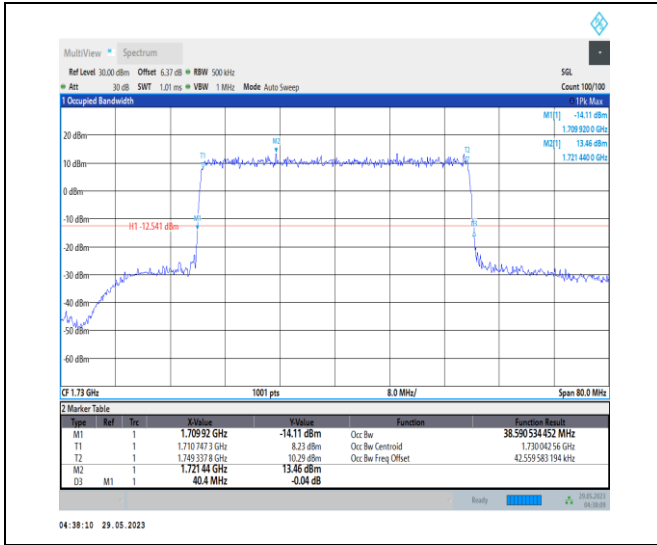 MultiView Spectrum
Ref Level 30.00 dBm Offset 6.37 dB RBW 500 kHz SGL
Att 30 dB SWT 1.01 ms VBW 1 MHz Mode Auto Sweep Count 100/100
1 Occupied Bandwidth 1Pk Max
M1[1] -14.11 dBm
1.709 920 0 GHz
M2[1] 13.46 dBm
1.721 440 0 GHz
20 dBm
M2
T1
T2
10 dBm
0 dBm
-10 dBm
M1
H1 -12.541 dBm
-20 dBm
-30 dBm
-40 dBm
-50 dBm
-60 dBm
CF 1.73 GHz 1001 pts 8.0 MHz/ Span 80.0 MHz
2 Marker Table
Type Ref Trc X-Value Y-Value Function Function Result
M1 1 1.709 92 GHz -14.11 dBm Occ Bw 38.590 534 452 MHz
T1 1 1.710 747 3 GHz 8.23 dBm Occ Bw Centroid 1.730 042 56 GHz
T2 1 1.749 337 8 GHz 10.29 dBm Occ Bw Freq Offset 42.559 583 194 kHz
M2 1 1.721 44 GHz 13.46 dBm
D3 M1 1 40.4 MHz -0.04 dB
Ready 29.05.2023
04:38:09
04:38:10 29.05.2023